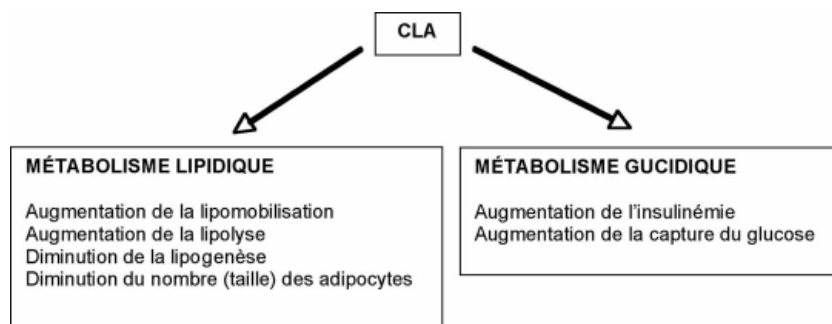 CLA
MÉTABOLISME LIPIDIQUE
Augmentation de la lipomobilisation
Augmentation de la lipolyse
Diminution de la lipogenèse
Diminution du nombre (taille) des adipocytes
MÉTABOLISME GUCIDIQUE
Augmentation de l'insulinémie
Augmentation de la capture du glucose